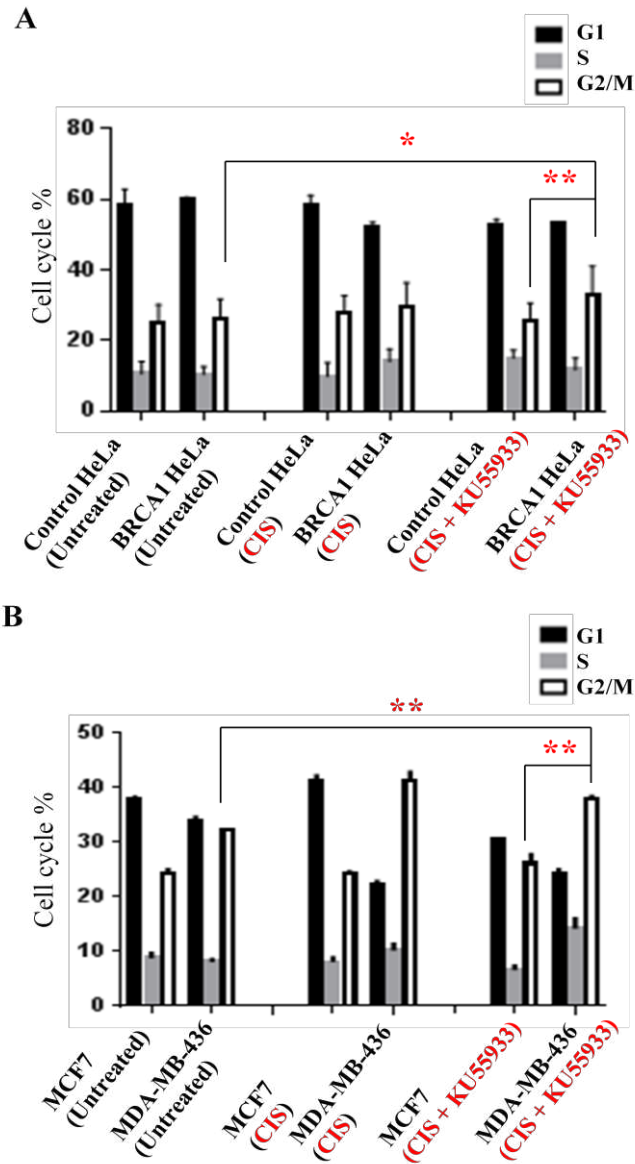 A
G1
S
G2/M
80
60
40
20
0
Cell cycle %
*
**
Control HeLa
(Untreated)
BRCA1 HeLa
(Untreated)
Control HeLa
(CIS)
BRCA1 HeLa
(CIS)
Control HeLa
(CIS + KU55933)
BRCA1 HeLa
(CIS + KU55933)
B
G1
S
G2/M
50
40
30
20
10
0
Cell cycle %
**
**
MCF7
(Untreated)
MDA-MB-436
(Untreated)
MCF7
(CIS)
MDA-MB-436
(CIS)
MCF7
(CIS + KU55933)
MDA-MB-436
(CIS + KU55933)